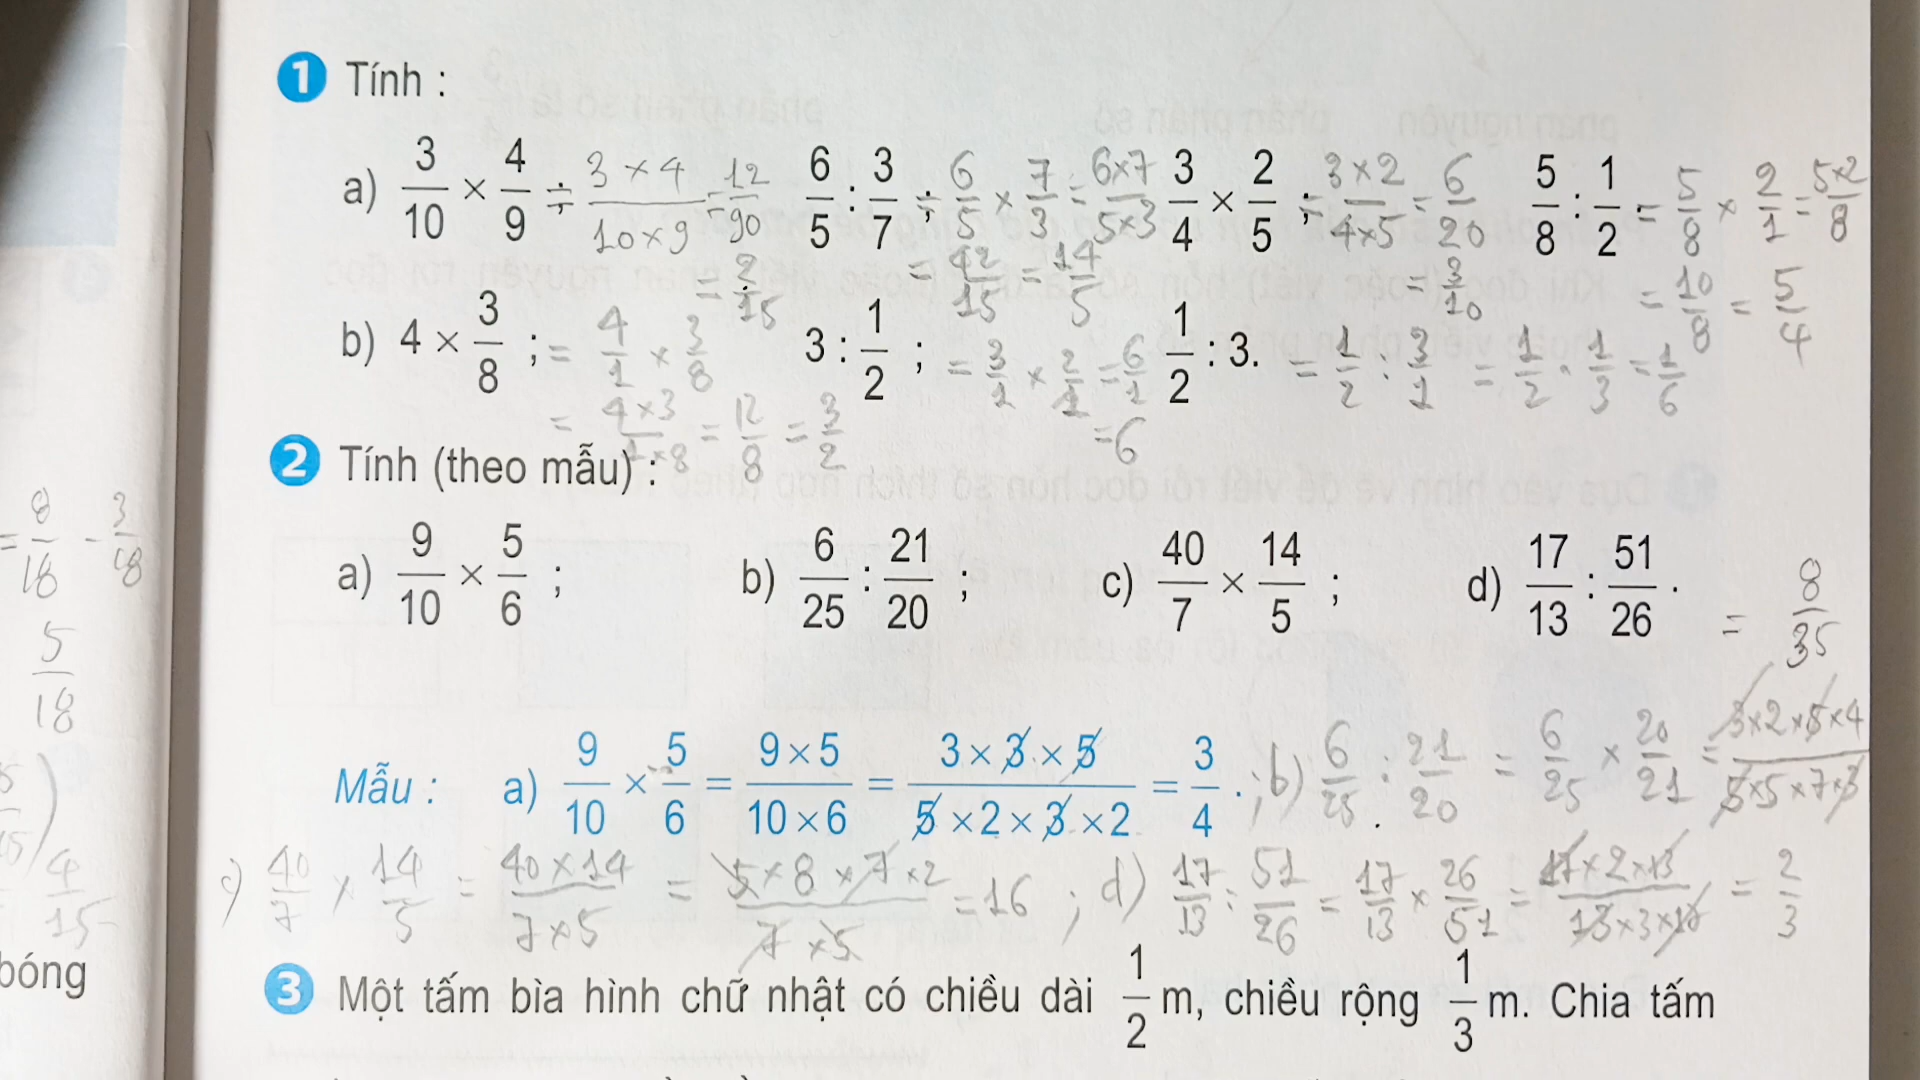 1 Tính :
a) 3/10 × 4/9 ; = (3 × 4)/(10 × 9) = 12/90 6/5 : 3/7 ; = 6/5 × 7/3 = (6×7)/(5×3) 3/4 × 2/5 ; = (3 × 2)/(4×5) = 6/20 5/8 : 1/2 . = 5/8 × 2/1 = (5×2)/8
= 2/15 = 42/15 = 14/5 = 3/10 = 10/8 = 5/4
b) 4 × 3/8 ; = 4/1 × 3/8 3 : 1/2 ; = 3/1 × 2/1 = 6/1 1/2 : 3. = 1/2 : 3/1 = 1/2 · 1/3 = 1/6
= (4×3)/(1×8) = 12/8 = 3/2 = 6
2 Tính (theo mẫu) :
a) 9/10 × 5/6 ; b) 6/25 : 21/20 ; c) 40/7 × 14/5 ; d) 17/13 : 51/26 .
= 8/35
Mẫu : a) 9/10 × 5/6 = (9 × 5)/(10 × 6) = (3 × 3 × 5)/(5 × 2 × 3 × 2) = 3/4 . ; b) 6/25 : 21/20 = 6/25 × 20/21 = (3×2×5×4)/(5×5×7×3)
c) 40/7 × 14/5 = (40 × 14)/(7 × 5) = (5 × 8 × 7 × 2)/(7 × 5) = 16 ; d) 17/13 : 51/26 = 17/13 × 26/51 = (17×2×13)/(13×3×17) = 2/3
3 Một tấm bìa hình chữ nhật có chiều dài 1/2 m, chiều rộng 1/3 m. Chia tấm
= 8/18 - 3/18
5/18
4/15
bóng